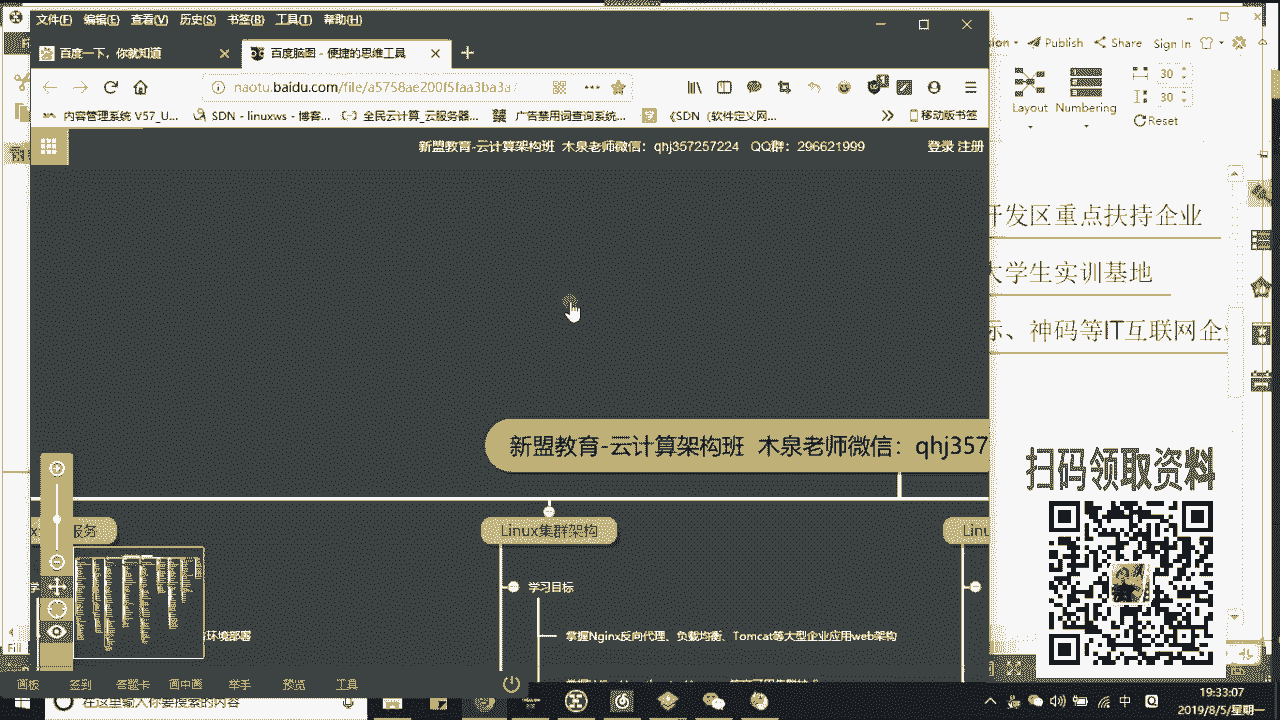 文件(F) 编辑(E) 查看(V) 历史(S) 书签(B) 工具(T) 帮助(H)
百度一下，你就知道
百度脑图 - 便捷的思维工具
Publish Share Sign In
naotu.baidu.com/file/a5758ae200f5faa3ba3a7
30
Layout Numbering
30
Reset
内容管理系统 V57_U...
SDN - linuxws - 博客...
全民云计算_云服务器...
广告禁用词查询系统...
《SDN（软件定义网...
移动版书签
新盟教育-云计算架构班 木泉老师微信：qhj357257224 QQ群：296621999
登录 注册
开发区重点扶持企业
大学生实训基地
标、神码等IT互联网企
新盟教育-云计算架构班 木泉老师微信：qhj357
扫码领取资料
服务
Linux集群架构
Linu
学习目标
环境部署
掌握Nginx反向代理、负载均衡、Tomcat等大型企业应用web架构
Fill
画板 签到 答题卡 画中画 举手 预览 工具
在这里输入你要搜索的内容
中
19:33:07
2019/8/5/星期一